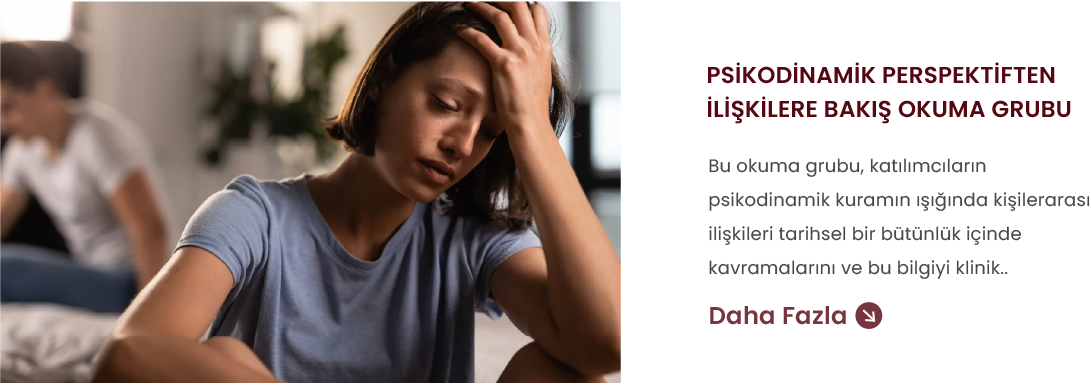 PSİKODİNAMİK PERSPEKTİFTEN
İLİŞKİLERE BAKIŞ OKUMA GRUBU
Bu okuma grubu, katılımcıların
psikodinamik kuramın ışığında kişilerarası
ilişkileri tarihsel bir bütünlük içinde
kavramalarını ve bu bilgiyi klinik..
Daha Fazla